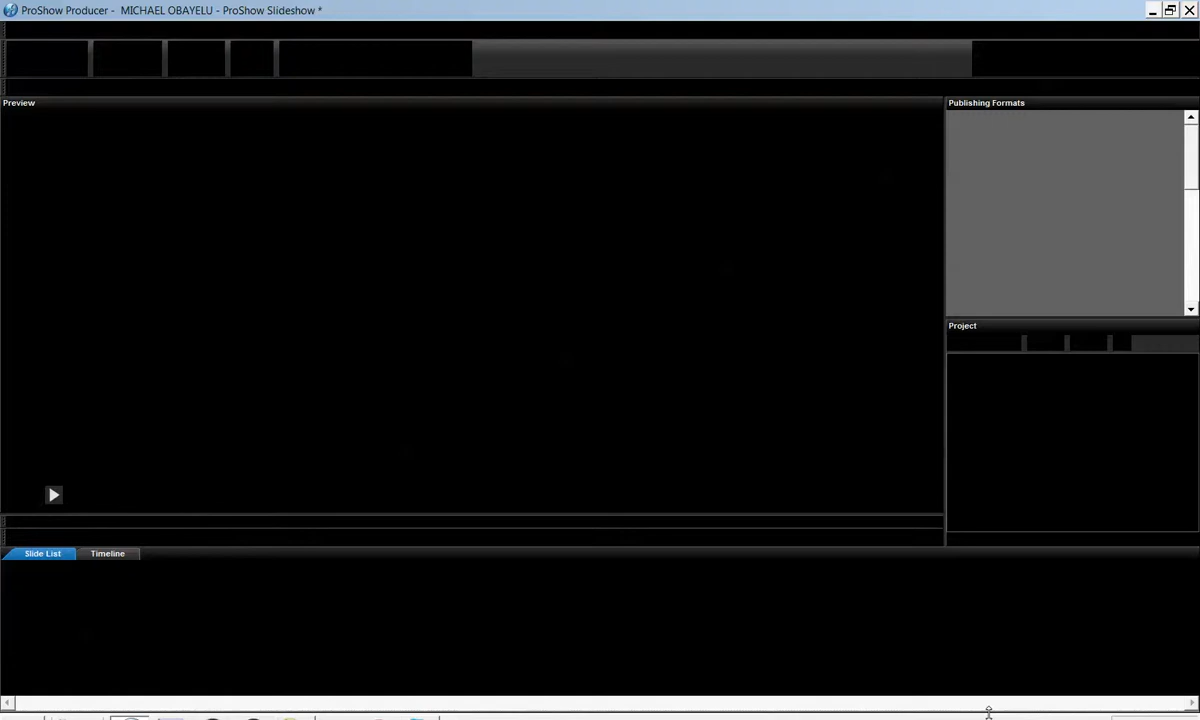 ProShow Producer - MICHAEL OBAYELU - ProShow Slideshow *
Preview
Publishing Formats
Project
Slide List
Timeline